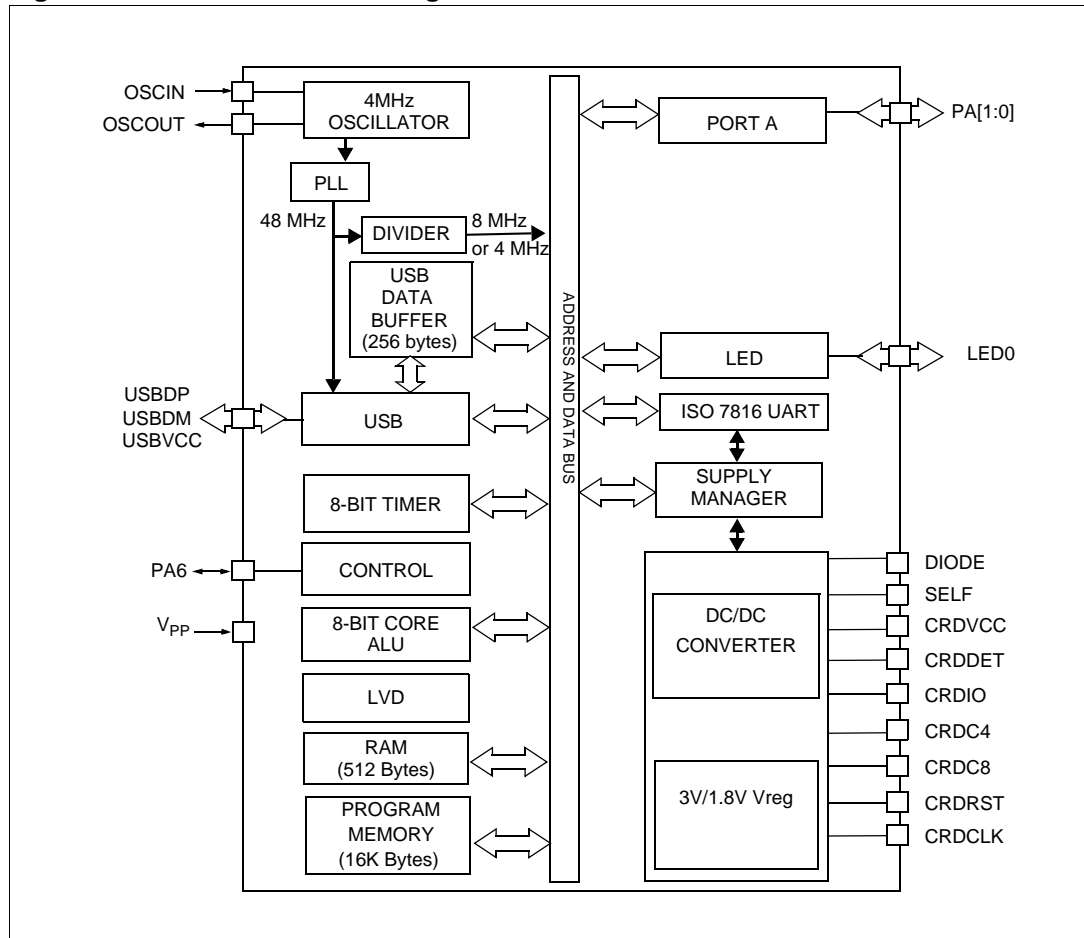 OSCIN
OSCOUT
4MHz
OSCILLATOR
PLL
48 MHz
DIVIDER
8 MHz
or 4 MHz
USB
DATA
BUFFER
(256 bytes)
USBDP
USBDM
USBVCC
USB
8-BIT TIMER
PA6
CONTROL
VPP
8-BIT CORE
ALU
LVD
RAM
(512 Bytes)
PROGRAM
MEMORY
(16K Bytes)
ADDRESS AND DATA BUS
PORT A
PA[1:0]
LED
LED0
ISO 7816 UART
SUPPLY
MANAGER
DC/DC
CONVERTER
3V/1.8V Vreg
DIODE
SELF
CRDVCC
CRDDET
CRDIO
CRDC4
CRDC8
CRDRST
CRDCLK